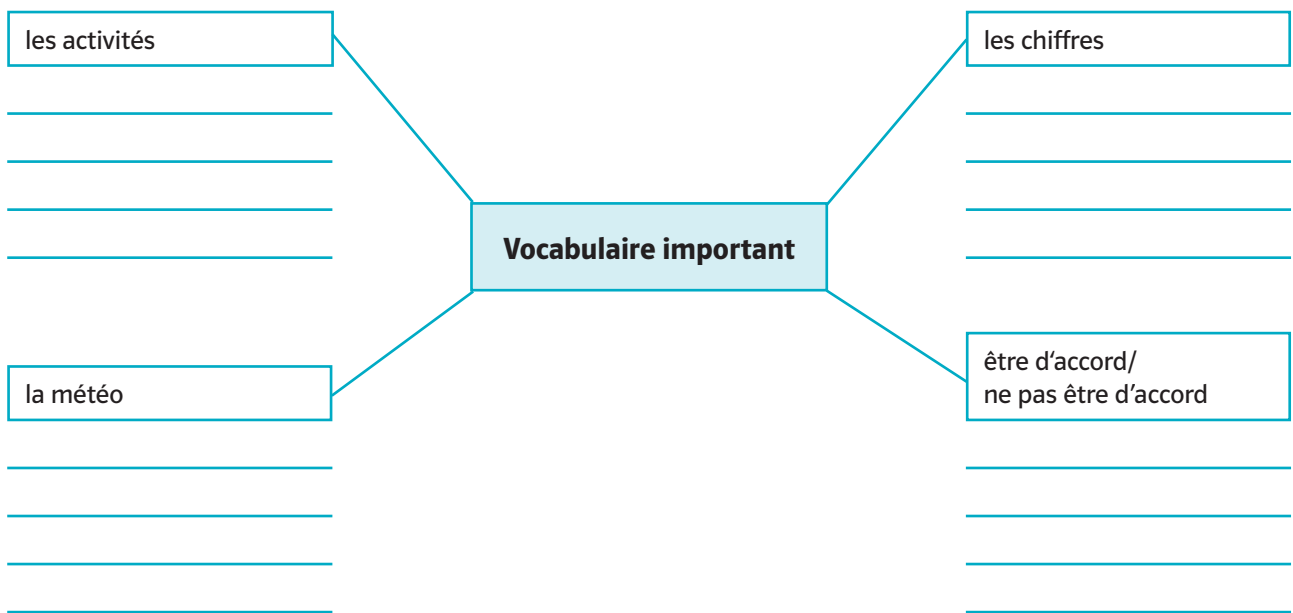 les activités
les chiffres
Vocabulaire important
la météo
être d‘accord/
ne pas être d’accord